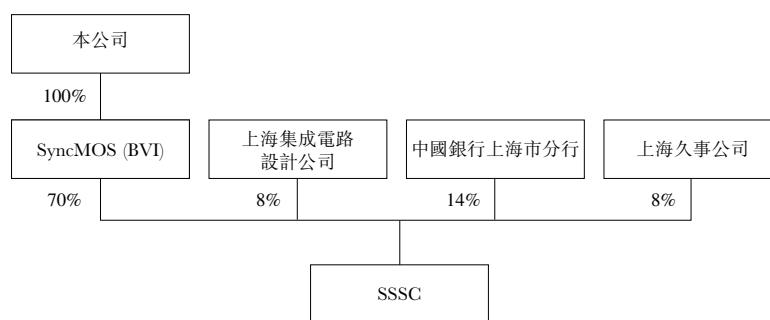 本公司
100%
SyncMOS (BVI)
上海集成電路
設計公司
中國銀行上海市分行
上海久事公司
70%
8%
14%
8%
SSSC